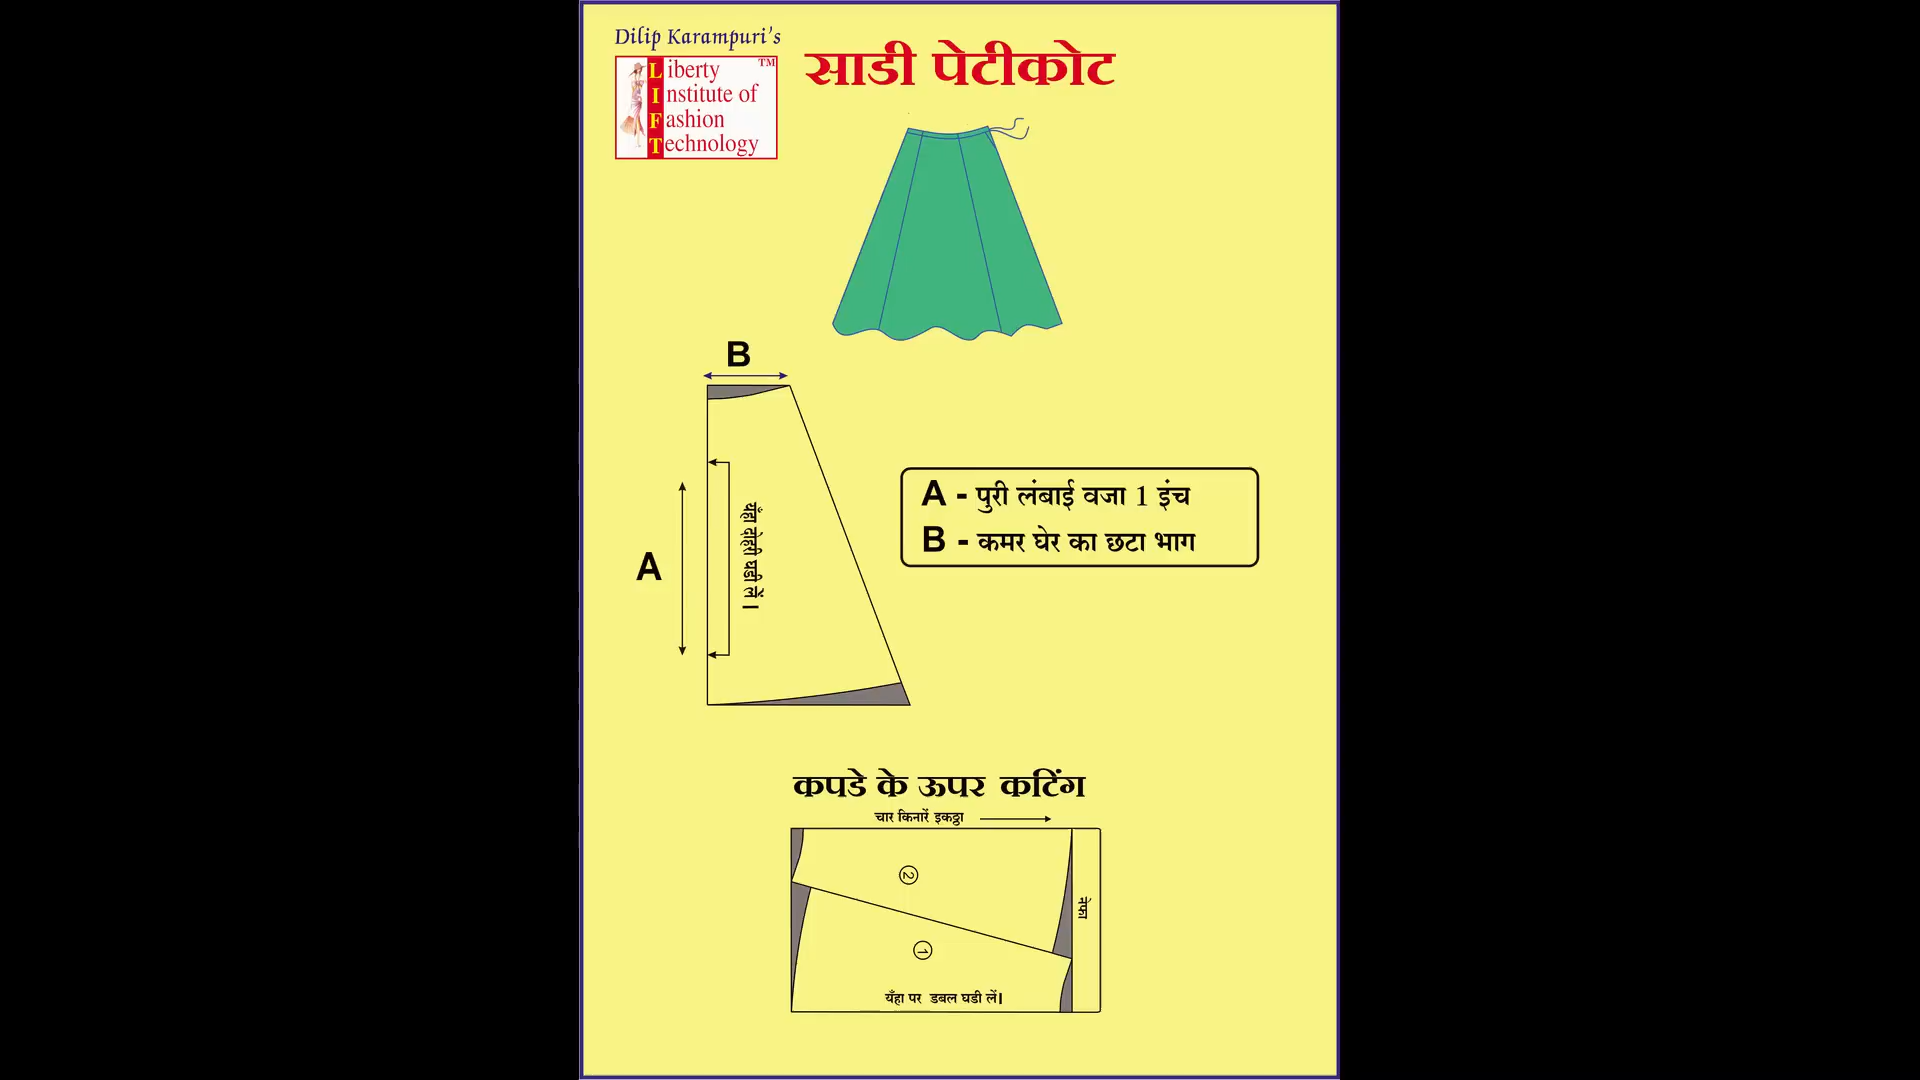 Dilip Karampuri's
Liberty TM
Institute of
Fashion
Technology
साडी पेटीकोट
B
A
यँहा दोहरी घडी लें।
A - पुरी लंबाई वजा 1 इंच
B - कमर घेर का छटा भाग
कपडे के ऊपर कटिंग
चार किनारें इकठ्ठा
2
नेफा
1
यँहा पर डबल घडी लें।